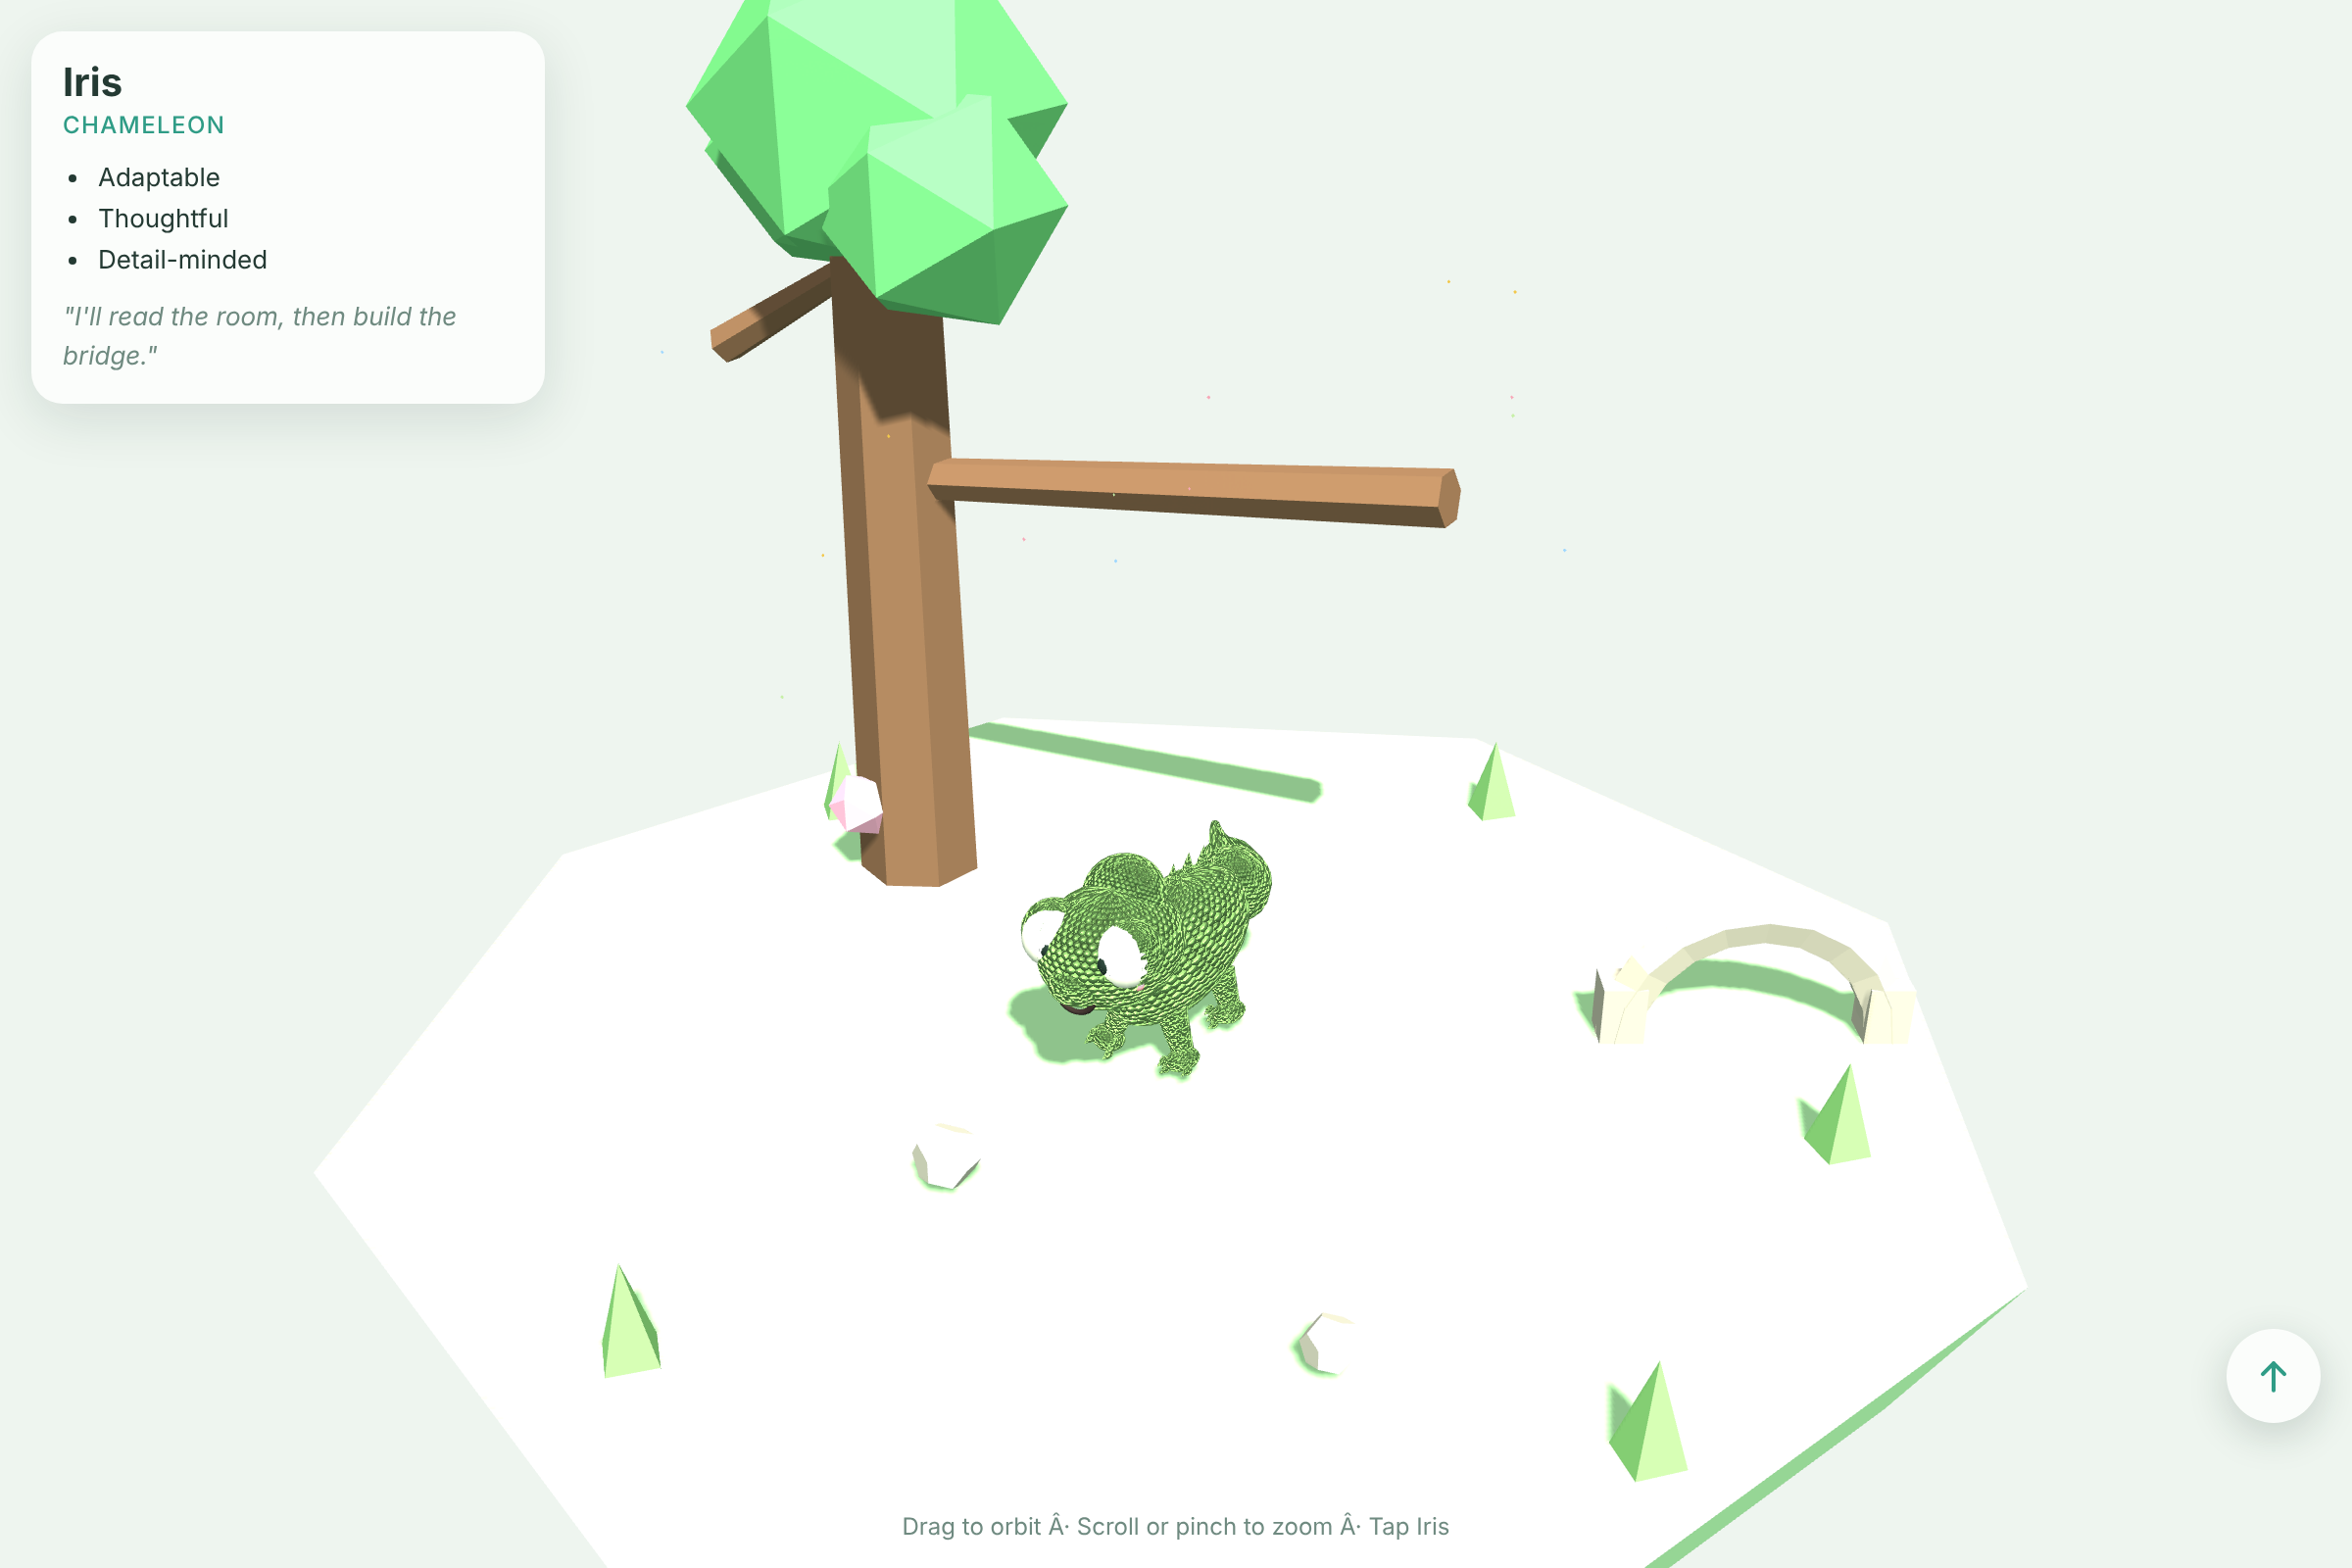 Iris
CHAMELEON
• Adaptable
• Thoughtful
• Detail-minded
"I'll read the room, then build the
bridge."
Drag to orbit Â· Scroll or pinch to zoom Â· Tap Iris